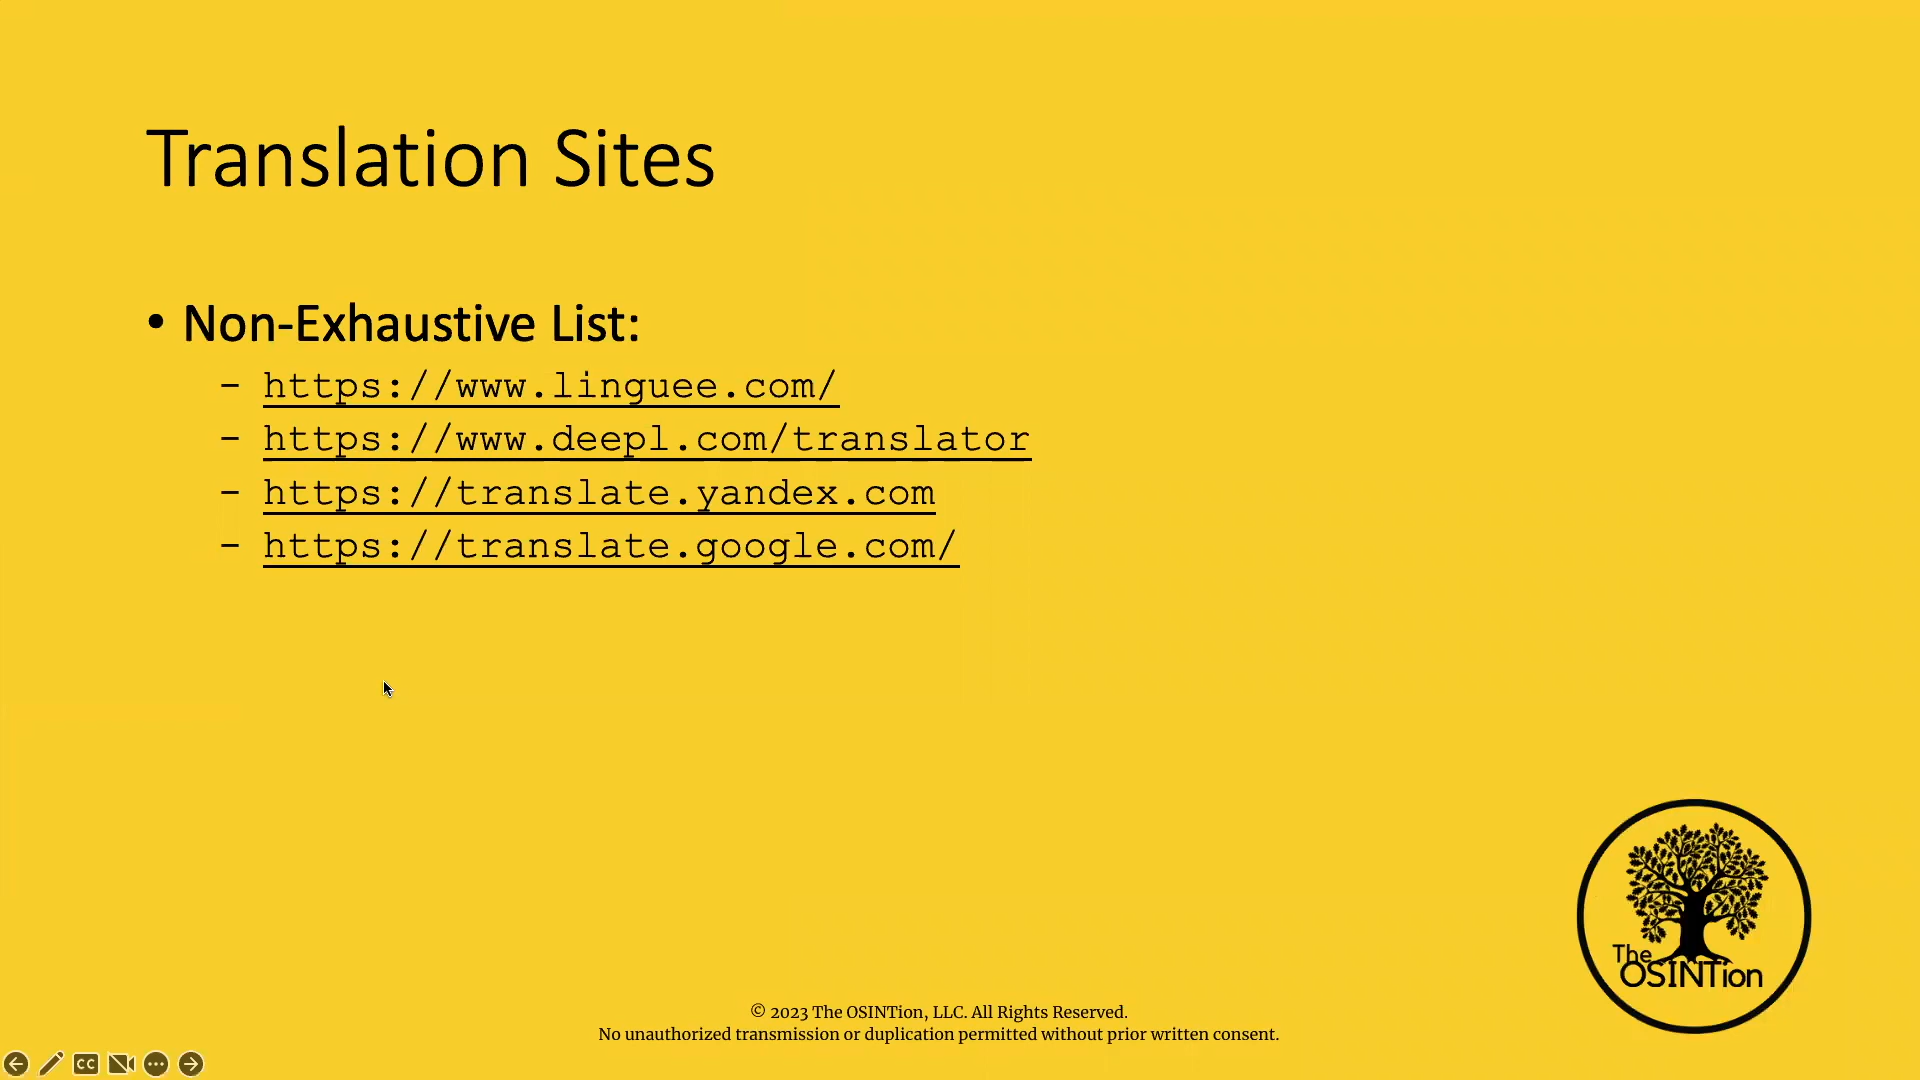 Translation Sites
• Non-Exhaustive List:
– https://www.linguee.com/
– https://www.deepl.com/translator
– https://translate.yandex.com
– https://translate.google.com/
The
OSINTion
© 2023 The OSINTion, LLC. All Rights Reserved.
No unauthorized transmission or duplication permitted without prior written consent.
CC